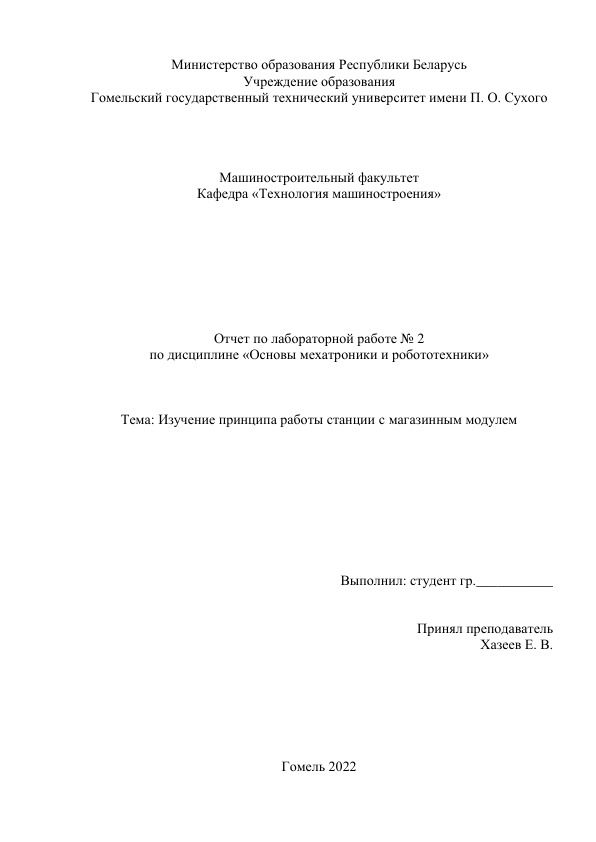 Министерство образования Республики Беларусь
Учреждение образования
Гомельский государственный технический университет имени П. О. Сухого
Машиностроительный факультет
Кафедра «Технология машиностроения»
Отчет по лабораторной работе № 2
по дисциплине «Основы мехатроники и робототехники»
Тема: Изучение принципа работы станции с магазинным модулем
Выполнил: студент гр.___________
Принял преподаватель
Хазеев Е. В.
Гомель 2022